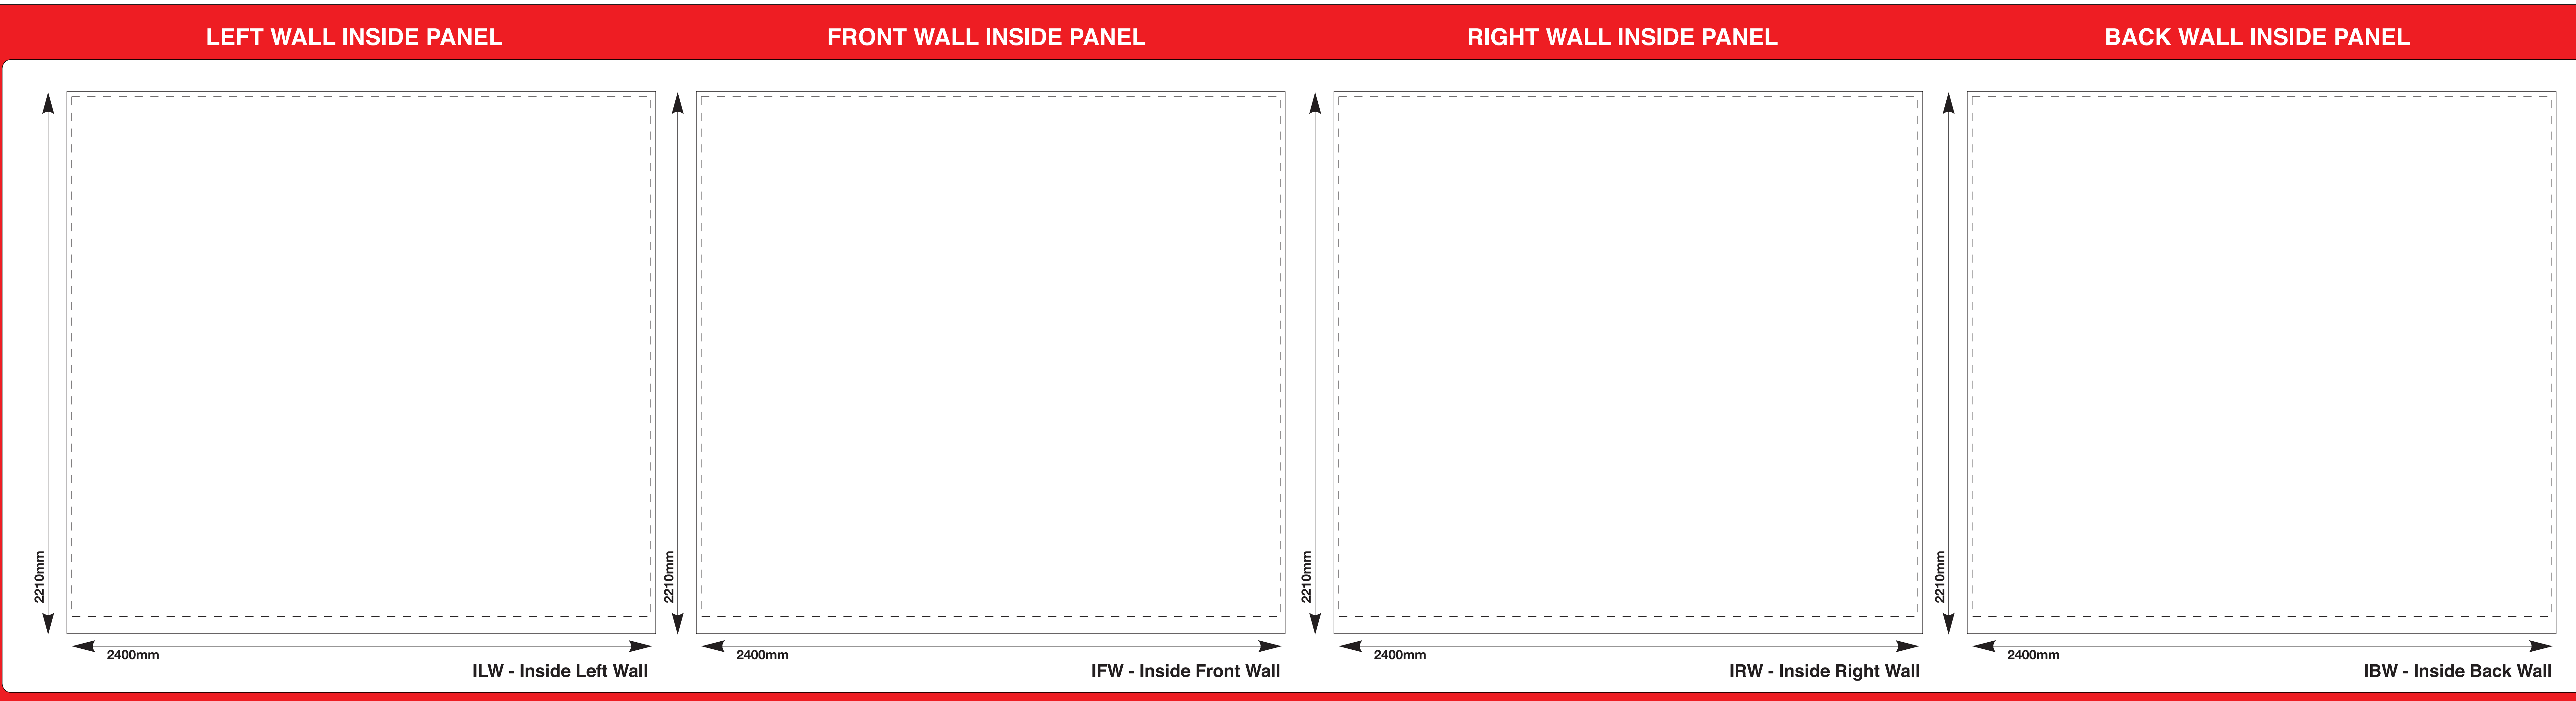 LEFT WALL INSIDE PANEL
FRONT WALL INSIDE PANEL
RIGHT WALL INSIDE PANEL
BACK WALL INSIDE PANEL
2210mm
2400mm
ILW - Inside Left Wall
2210mm
2400mm
IFW - Inside Front Wall
2210mm
2400mm
IRW - Inside Right Wall
2210mm
2400mm
IBW - Inside Back Wall